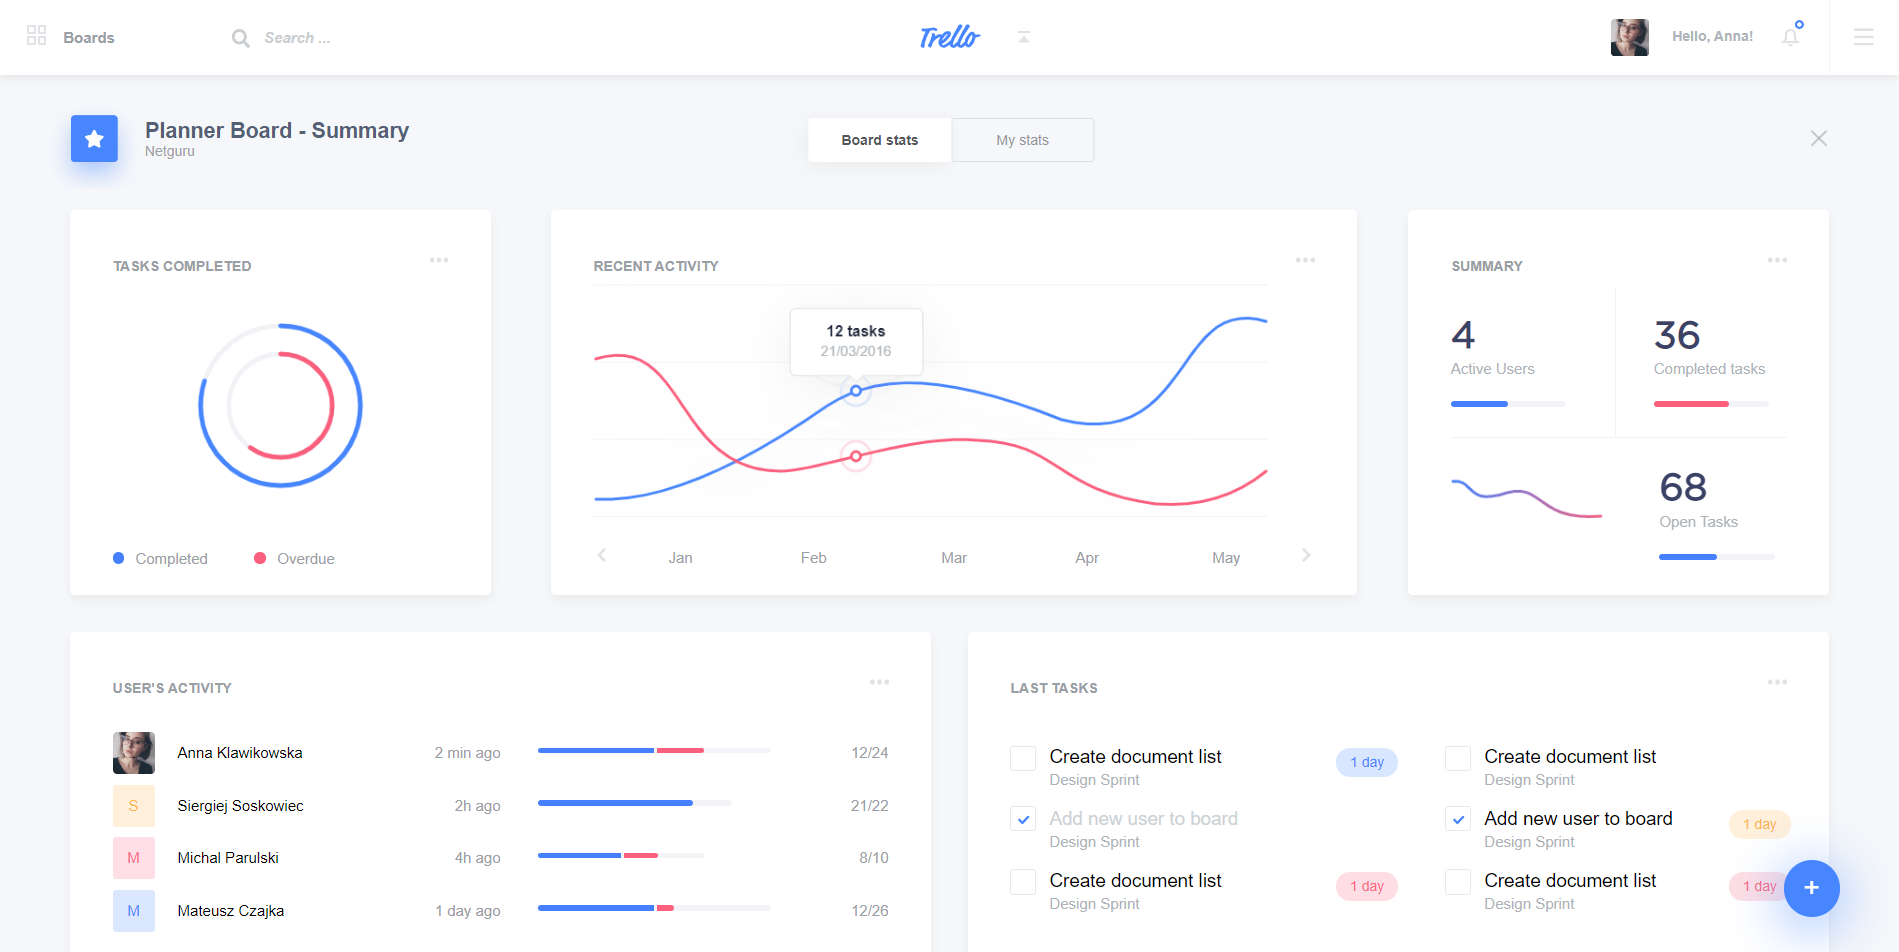 Boards
Search ...
Trello
Hello, Anna!
Planner Board - Summary
Netguru
Board stats
My stats
TASKS COMPLETED
Completed
Overdue
RECENT ACTIVITY
12 tasks
21/03/2016
Jan
Feb
Mar
Apr
May
SUMMARY
4
Active Users
36
Completed tasks
68
Open Tasks
USER'S ACTIVITY
Anna Klawikowska
2 min ago
12/24
S
Siergiej Soskowiec
2h ago
21/22
M
Michal Parulski
4h ago
8/10
M
Mateusz Czajka
1 day ago
12/26
LAST TASKS
Create document list
Design Sprint
1 day
Add new user to board
Design Sprint
Create document list
Design Sprint
1 day
Create document list
Design Sprint
Add new user to board
Design Sprint
1 day
Create document list
Design Sprint
1 day
+